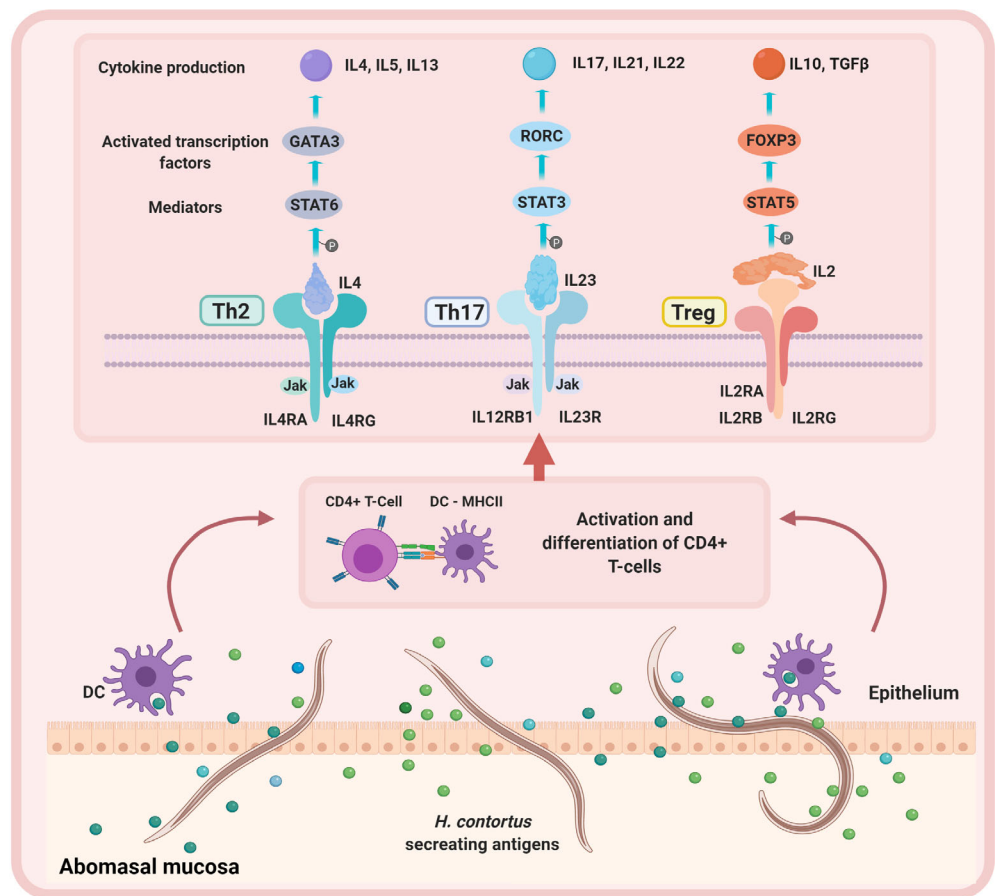 Cytokine production
IL4, IL5, IL13
IL17, IL21, IL22
IL10, TGFβ
Activated transcription
factors
GATA3
RORC
FOXP3
Mediators
STAT6
STAT3
STAT5
P
P
P
IL4
IL23
IL2
Th2
Th17
Treg
Jak
Jak
Jak
Jak
IL4RA
IL4RG
IL12RB1
IL23R
IL2RA
IL2RB
IL2RG
CD4+ T-Cell
DC - MHCII
Activation and
differentiation of CD4+
T-cells
DC
Epithelium
H. contortus
secreating antigens
Abomasal mucosa